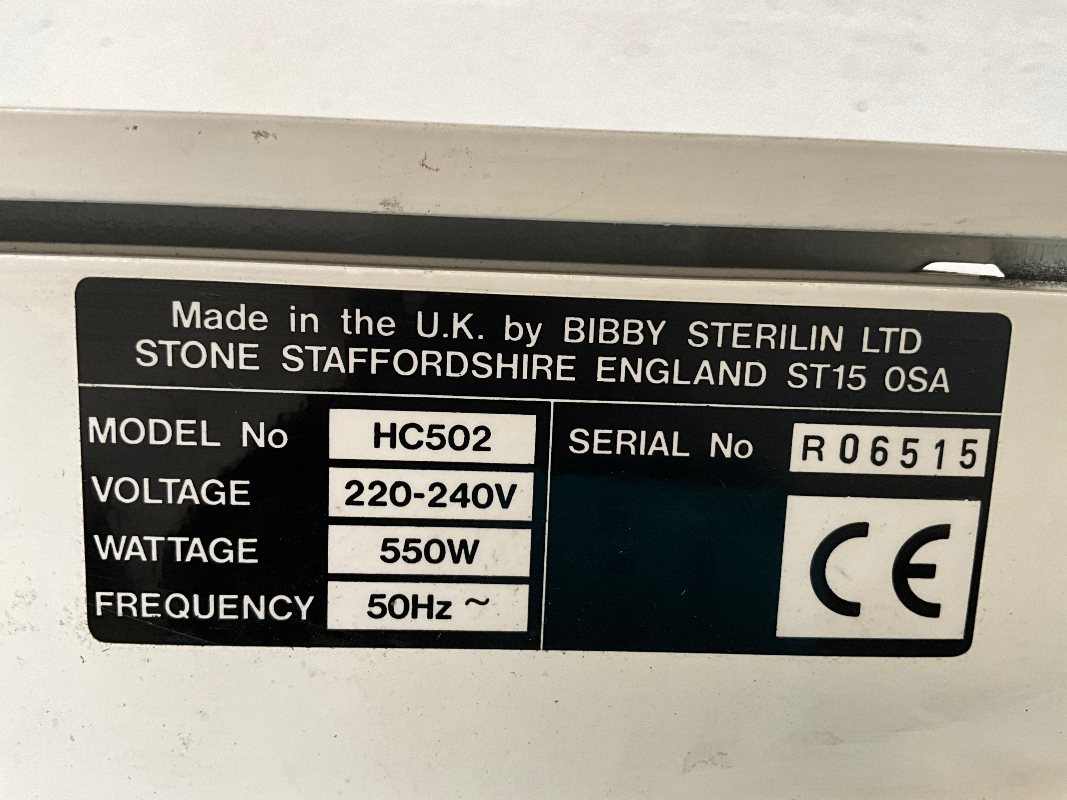 Made in the U.K. by BIBBY STERILIN LTD
STONE STAFFORDSHIRE ENGLAND ST15 0SA
MODEL No HC502
VOLTAGE 220-240V
WATTAGE 550W
FREQUENCY 50Hz ~
SERIAL No R06515
CE